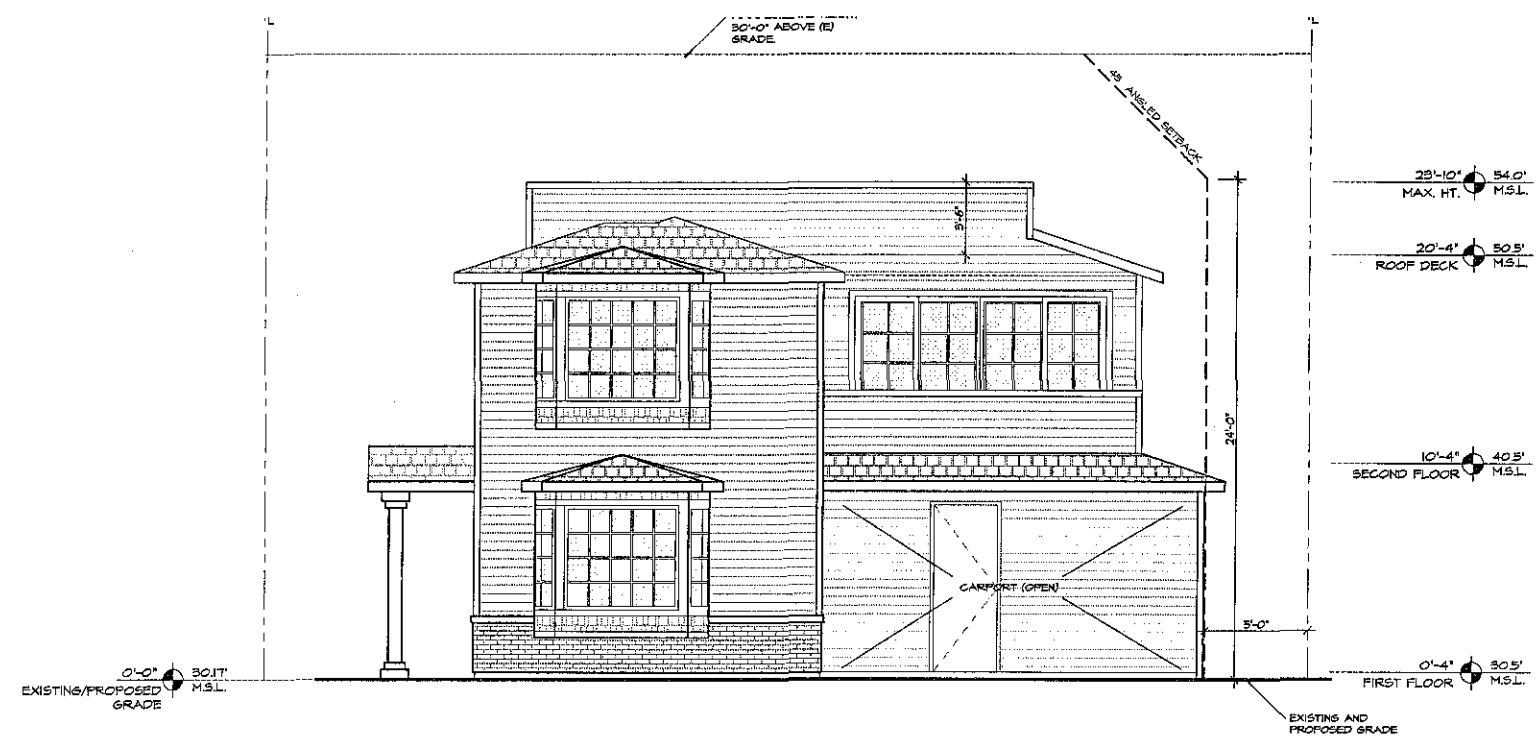 30'-0" ABOVE (E)
GRADE
45 ANGLED SETBACK
23'-10" 54.0'
MAX. HT. M.S.L.
3'-6"
20'-4" 50.5'
ROOF DECK M.S.L.
24'-0"
10'-4" 40.5'
SECOND FLOOR M.S.L.
CARPORT (OPEN)
5'-0"
0'-0" 30.17'
EXISTING/PROPOSED M.S.L.
GRADE
0'-4" 30.5'
FIRST FLOOR M.S.L.
EXISTING AND
PROPOSED GRADE